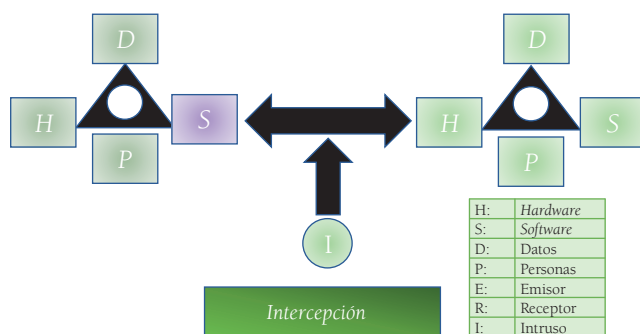 D
H
S
P
D
H
S
P
I
Intercepción
H: Hardware
S: Software
D: Datos
P: Personas
E: Emisor
R: Receptor
I: Intruso